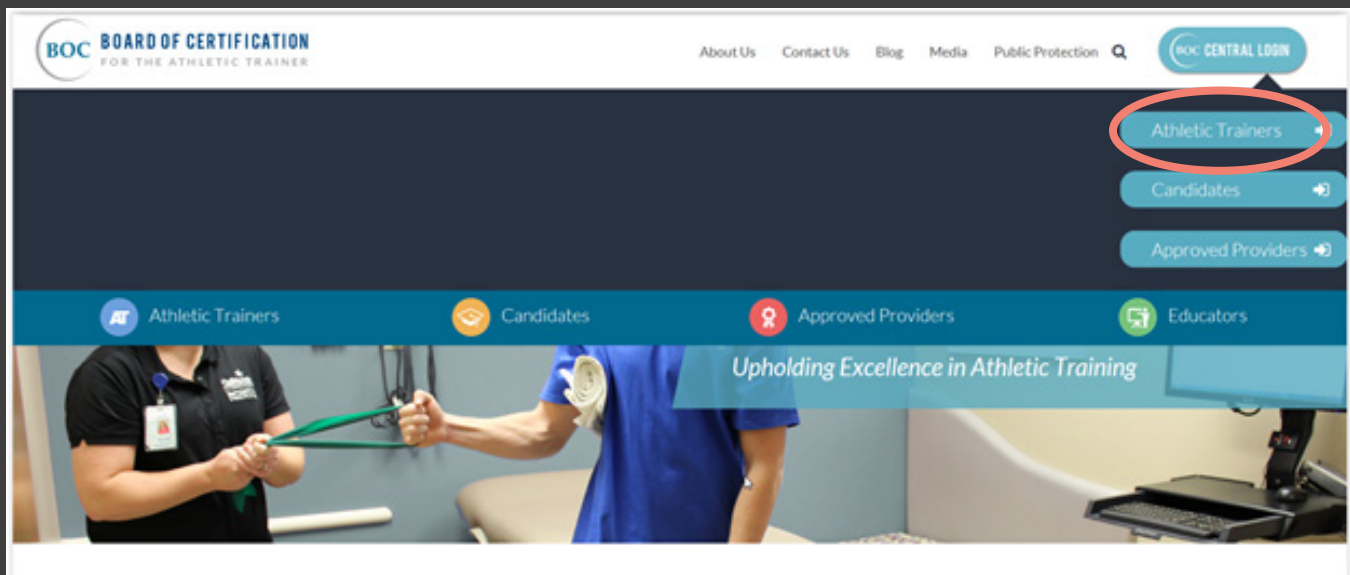 BOC BOARD OF CERTIFICATION
FOR THE ATHLETIC TRAINER
About Us Contact Us Blog Media Public Protection
BOC CENTRAL LOGIN
Athletic Trainers
Candidates
Approved Providers
AT Athletic Trainers Candidates Approved Providers Educators
Upholding Excellence in Athletic Training